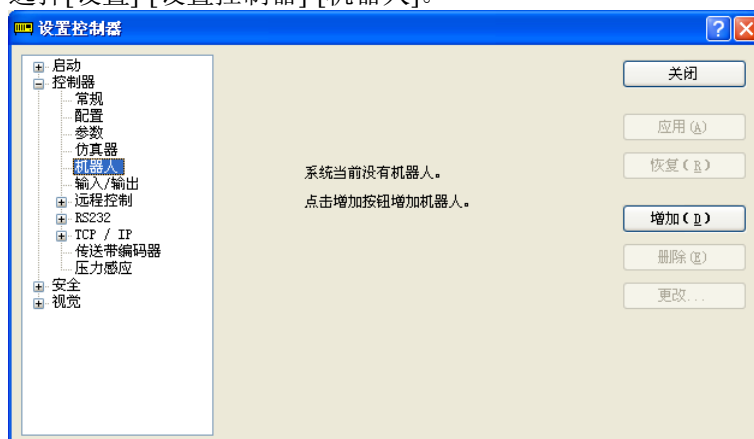 选择[设置]-[设置控制器]-[机器人]。
设置控制器
启动
控制器
常规
配置
参数
仿真器
机器人
输入/输出
远程控制
RS232
TCP / IP
传送带编码器
压力感应
安全
视觉
系统当前没有机器人。
点击增加按钮增加机器人。
关闭
应用(A)
恢复(R)
增加(D)
删除(E)
更改...